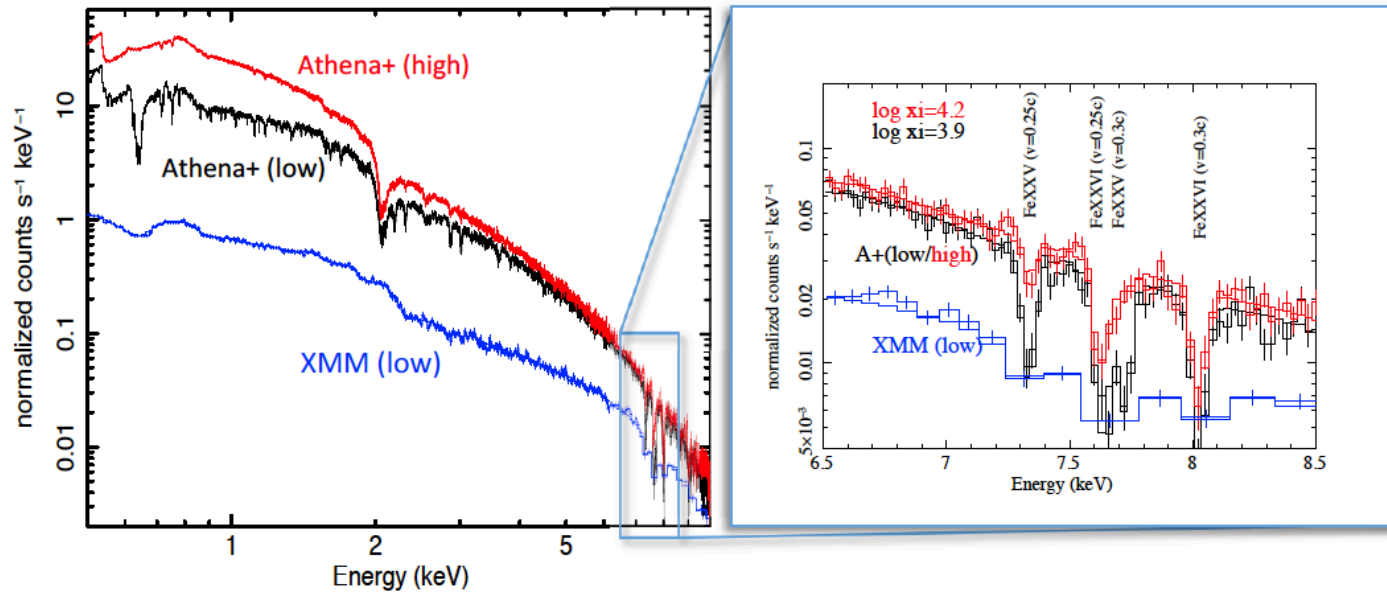 normalized counts s⁻¹ keV⁻¹
10
1
0.1
0.01
Athena+ (high)
Athena+ (low)
XMM (low)
1
2
5
Energy (keV)
normalized counts s⁻¹ keV⁻¹
0.1
0.05
0.02
0.01
5×10⁻³
log xi=4.2
log xi=3.9
FeXXV (v=0.25c)
FeXXVI (v=0.25c)
FeXXV (v=0.3c)
FeXXVI (v=0.3c)
A+(low/high)
XMM (low)
6.5
7
7.5
8
8.5
Energy (keV)